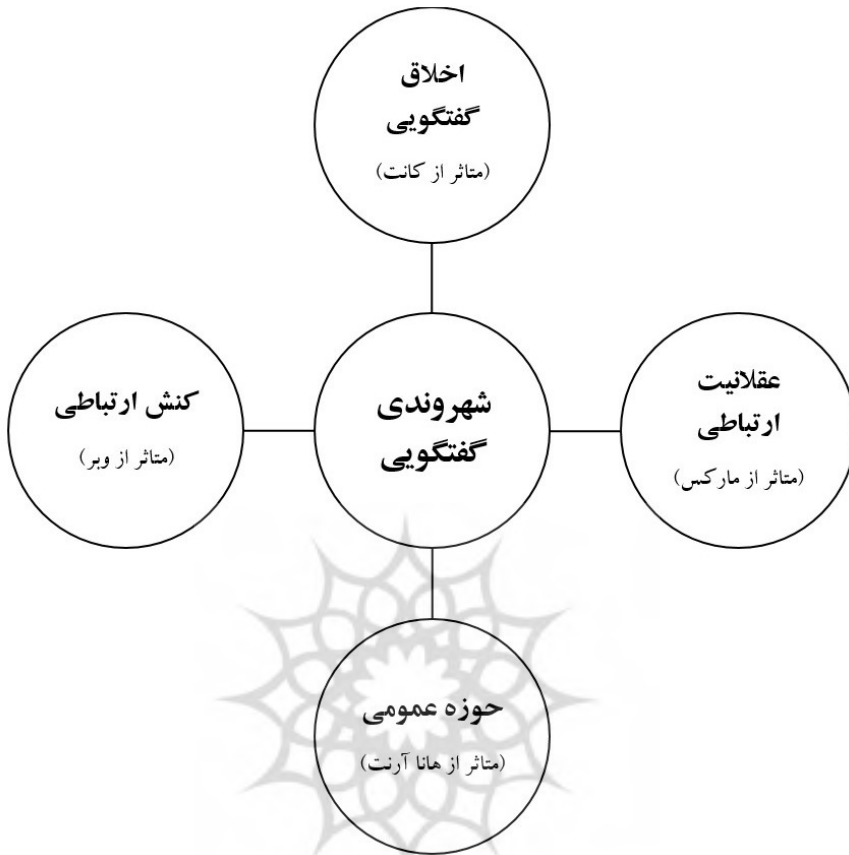 اخلاق
گفتگویی
(متاثر از کانت)
عقلانیت
ارتباطی
(متاثر از مارکس)
شهروندی
گفتگویی
کنش ارتباطی
(متاثر از وبر)
حوزه عمومی
(متاثر از هانا آرنت)